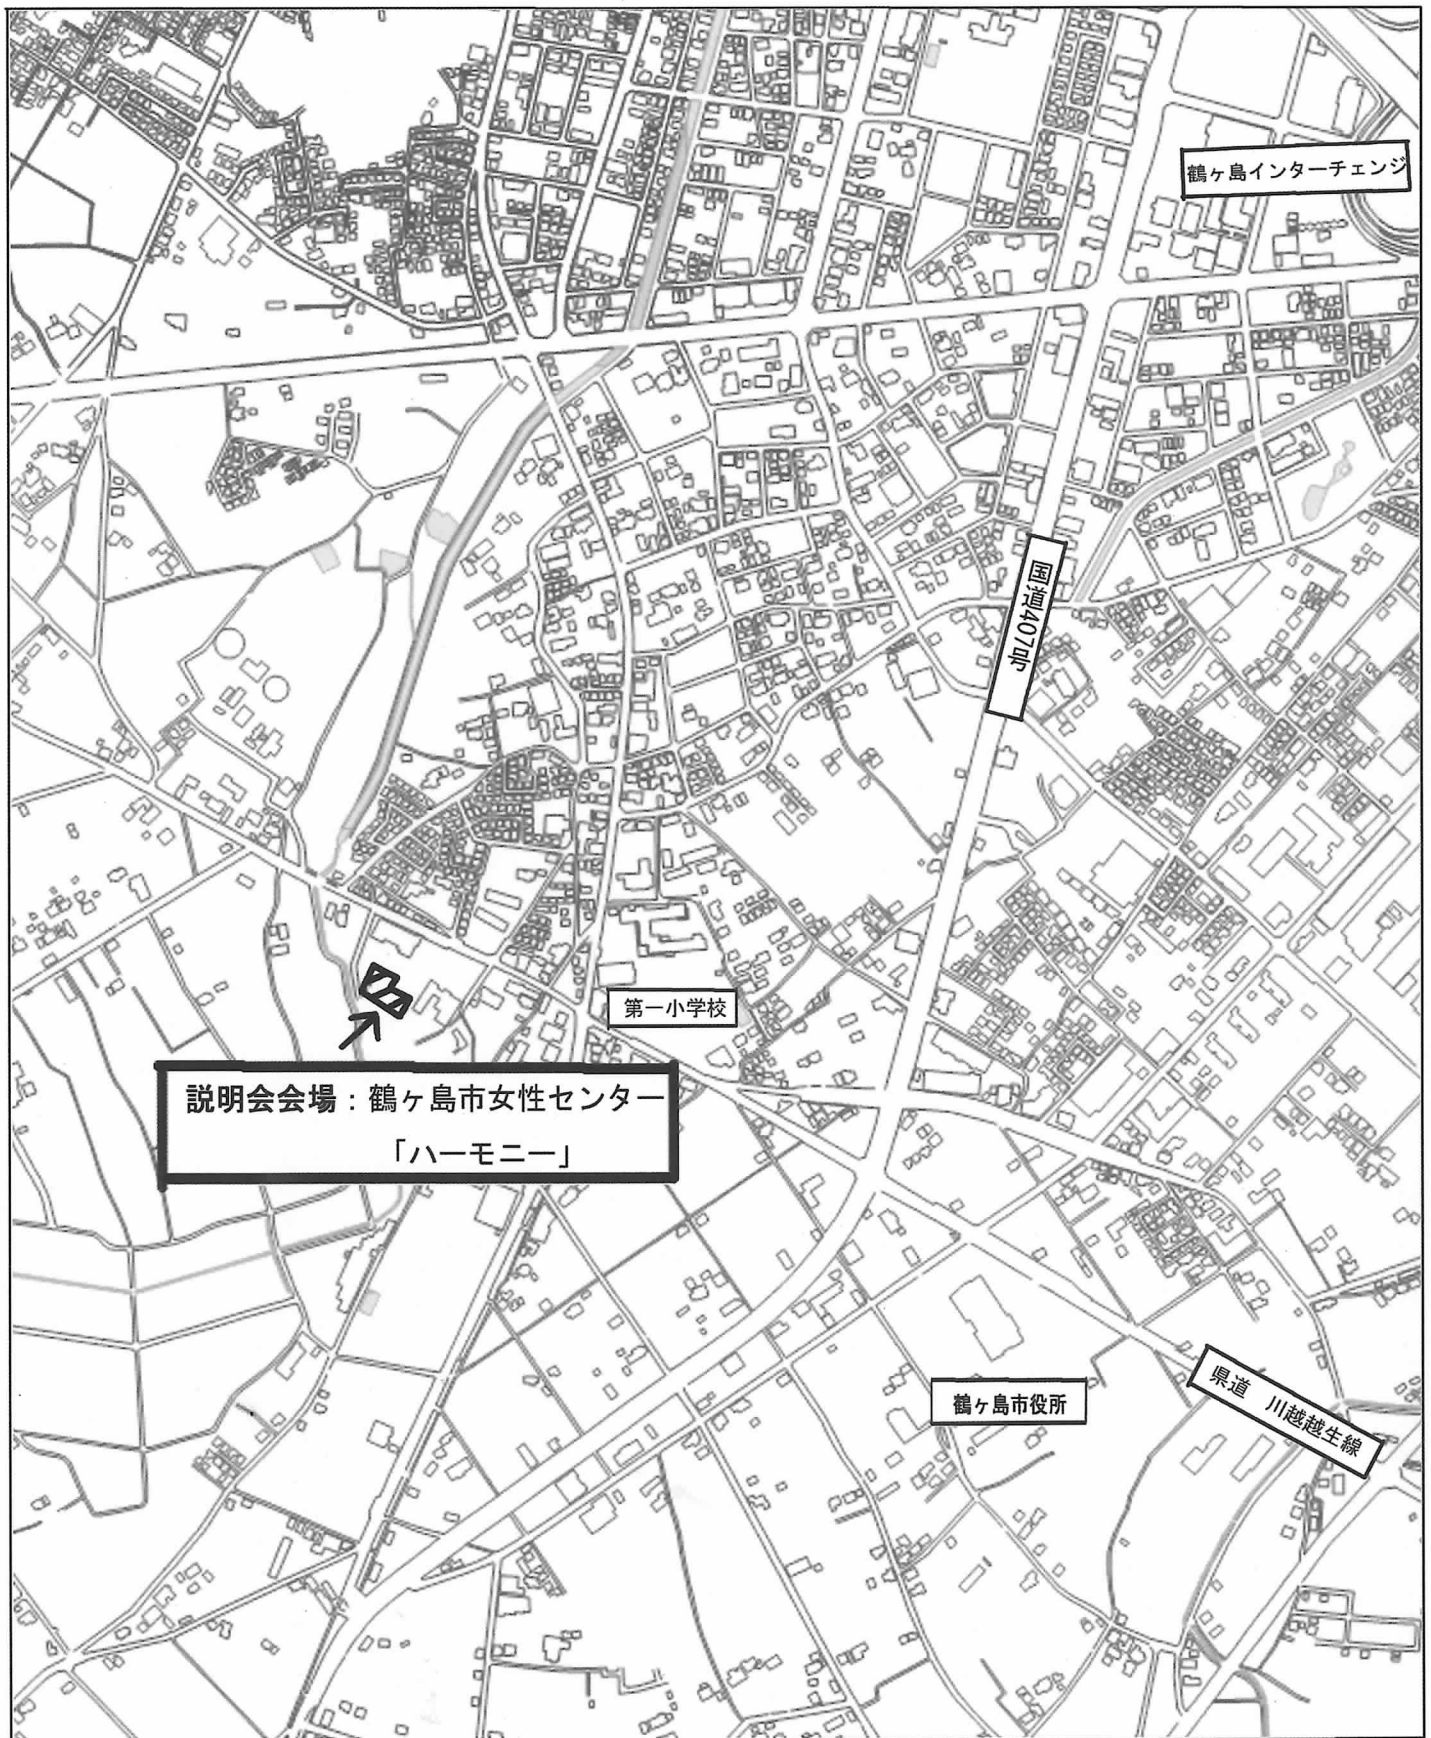 鶴ヶ島インターチェンジ
国道407号
第一小学校
説明会会場：鶴ヶ島市女性センター
「ハーモニー」
鶴ヶ島市役所
県道　川越越生線